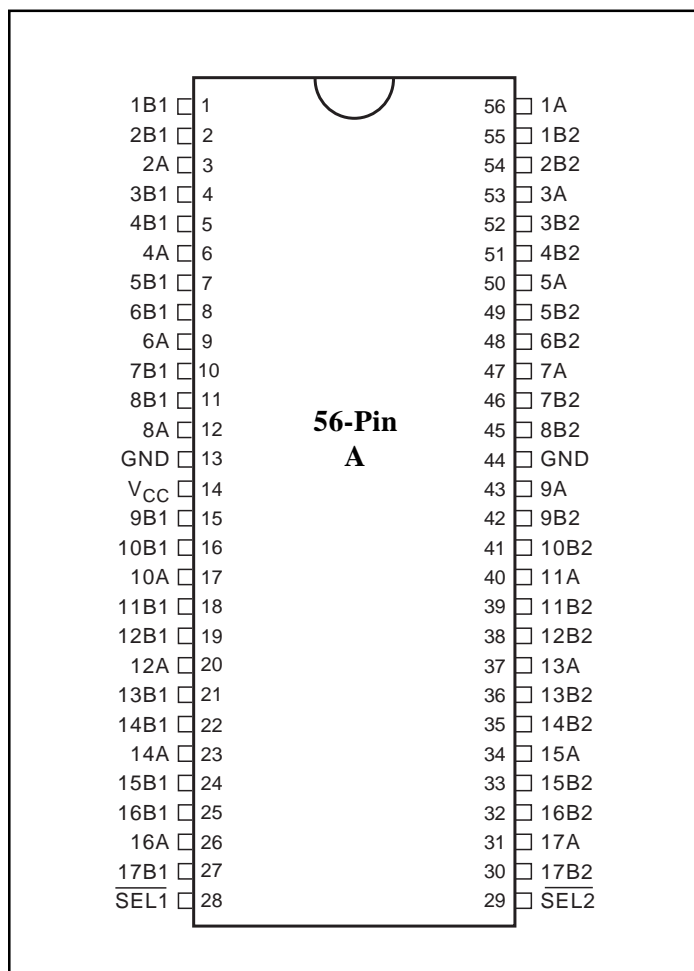 1B1 1 56 1A
2B1 2 55 1B2
2A 3 54 2B2
3B1 4 53 3A
4B1 5 52 3B2
4A 6 51 4B2
5B1 7 50 5A
6B1 8 49 5B2
6A 9 48 6B2
7B1 10 47 7A
8B1 11 46 7B2
8A 12 45 8B2
GND 13 44 GND
VCC 14 43 9A
9B1 15 42 9B2
10B1 16 41 10B2
10A 17 40 11A
11B1 18 39 11B2
12B1 19 38 12B2
12A 20 37 13A
13B1 21 36 13B2
14B1 22 35 14B2
14A 23 34 15A
15B1 24 33 15B2
16B1 25 32 16B2
16A 26 31 17A
17B1 27 30 17B2
SEL1 28 29 SEL2
56-Pin
A